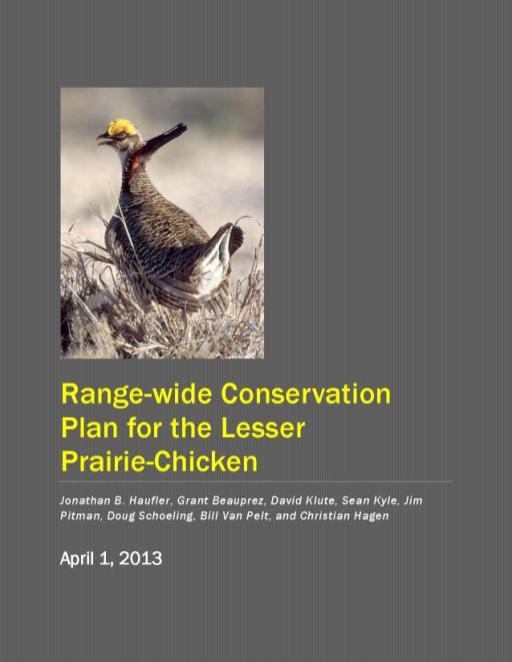 Range-wide Conservation
Plan for the Lesser
Prairie-Chicken
Jonathan B. Haufler, Grant Beauprez, David Klute, Sean Kyle, Jim
Pitman, Doug Schoeling, Bill Van Pelt, and Christian Hagen
April 1, 2013